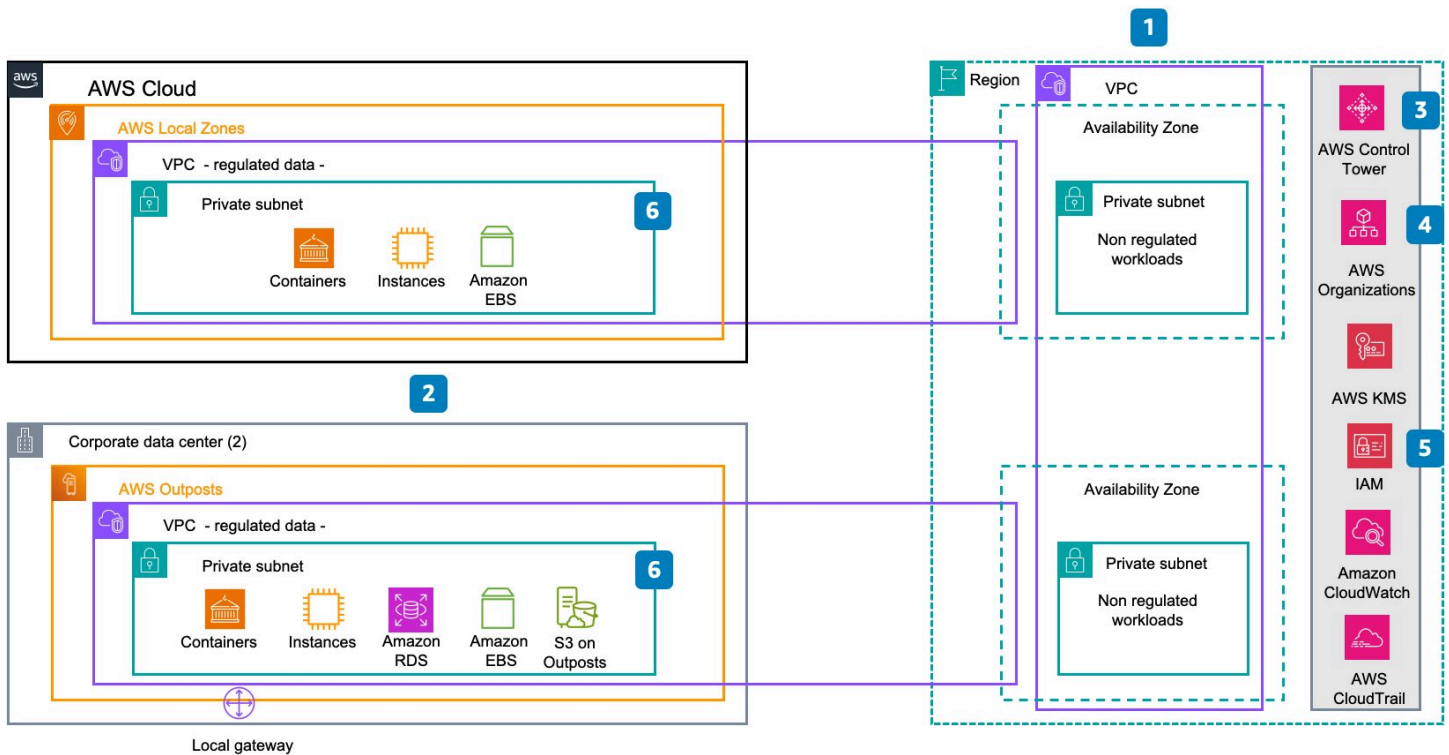 1
aws
AWS Cloud
AWS Local Zones
VPC - regulated data -
Private subnet
6
Containers
Instances
Amazon
EBS
2
Corporate data center (2)
AWS Outposts
VPC - regulated data -
Private subnet
6
Containers
Instances
Amazon
RDS
Amazon
EBS
S3 on
Outposts
Local gateway
Region
VPC
Availability Zone
Private subnet
Non regulated
workloads
Availability Zone
Private subnet
Non regulated
workloads
3
AWS Control
Tower
4
AWS
Organizations
AWS KMS
5
IAM
Amazon
CloudWatch
AWS
CloudTrail